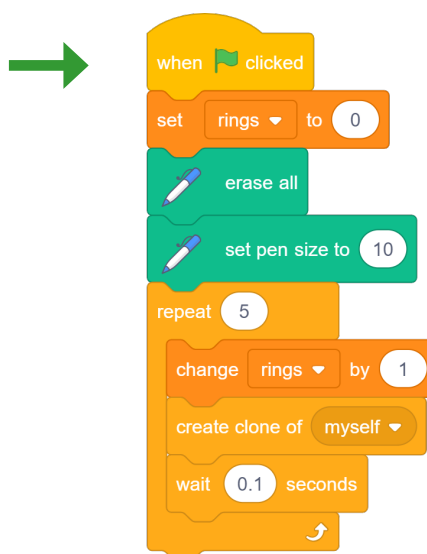 when clicked
set rings to 0
erase all
set pen size to 10
repeat 5
change rings by 1
create clone of myself
wait 0.1 seconds